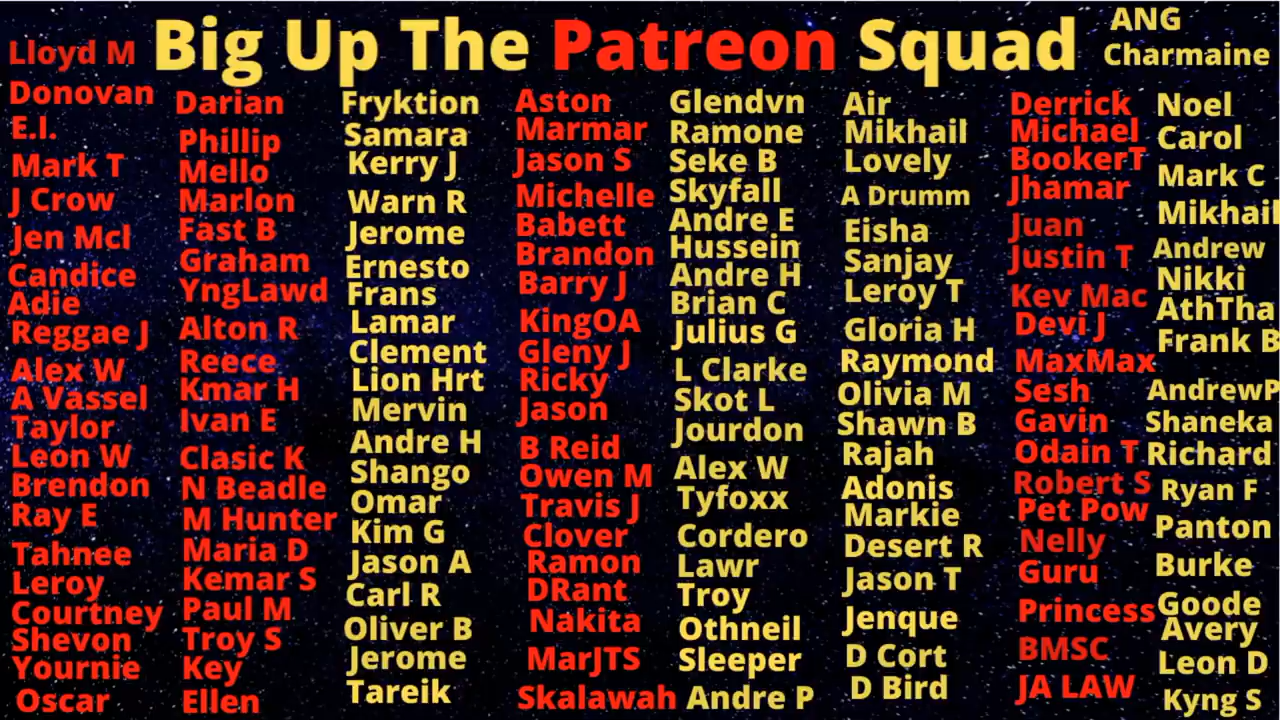 Big Up The Patreon Squad
Lloyd M
Donovan
E.I.
Mark T
J Crow
Jen Mcl
Candice
Adie
Reggae J
Alex W
A Vassel
Taylor
Leon W
Brendon
Ray E
Tahnee
Leroy
Courtney
Shevon
Yournie
Oscar
Darian
Phillip
Mello
Marlon
Fast B
Graham
YngLawd
Alton R
Reece
Kmar H
Ivan E
Clasic K
N Beadle
M Hunter
Maria D
Kemar S
Paul M
Troy S
Key
Ellen
Fryktion
Samara
Kerry J
Warn R
Jerome
Ernesto
Frans
Lamar
Clement
Lion Hrt
Mervin
Andre H
Shango
Omar
Kim G
Jason A
Carl R
Oliver B
Jerome
Tareik
Aston
Marmar
Jason S
Michelle
Babett
Brandon
Barry J
KingOA
Gleny J
Ricky
Jason
B Reid
Owen M
Travis J
Clover
Ramon
DRant
Nakita
MarJTS
Skalawah
Glendvn
Ramone
Seke B
Skyfall
Andre E
Hussein
Andre H
Brian C
Julius G
L Clarke
Skot L
Jourdon
Alex W
Tyfoxx
Cordero
Lawr
Troy
Othneil
Sleeper
Andre P
Air
Mikhail
Lovely
A Drumm
Eisha
Sanjay
Leroy T
Gloria H
Raymond
Olivia M
Shawn B
Rajah
Adonis
Markie
Desert R
Jason T
Jenque
D Cort
D Bird
Derrick
Michael
BookerT
Jhamar
Juan
Justin T
Kev Mac
Devi J
MaxMax
Sesh
Gavin
Odain T
Robert S
Pet Pow
Nelly
Guru
Princess
BMSC
JA LAW
ANG
Charmaine
Noel
Carol
Mark C
Mikhail
Andrew
Nikki
AthTha
Frank B
AndrewP
Shaneka
Richard
Ryan F
Panton
Burke
Goode
Avery
Leon D
Kyng S